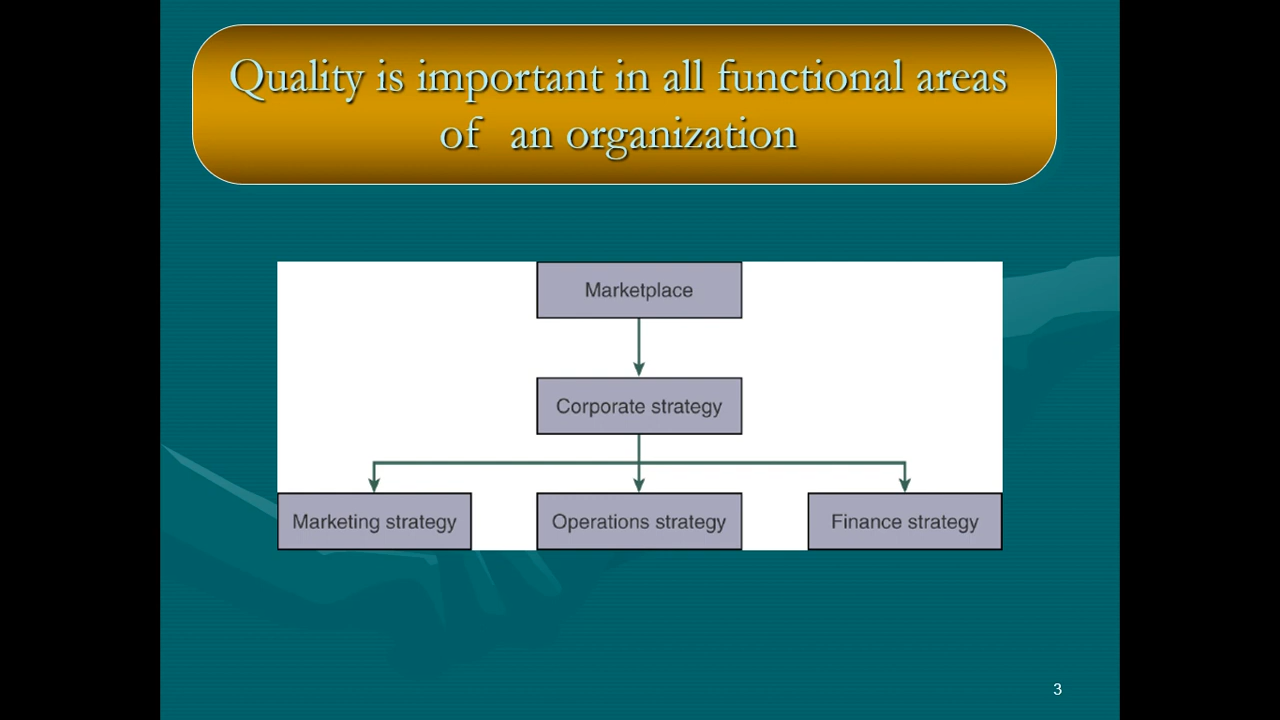 Quality is important in all functional areas
of an organization
Marketplace
Corporate strategy
Marketing strategy
Operations strategy
Finance strategy
3